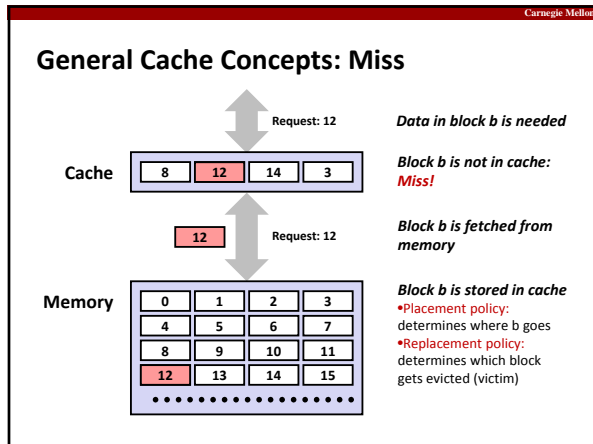 Carnegie Mellon
General Cache Concepts: Miss
Request: 12
Data in block b is needed
Cache
8 12 14 3
Block b is not in cache:
Miss!
12
Request: 12
Block b is fetched from
memory
Memory
0 1 2 3
4 5 6 7
8 9 10 11
12 13 14 15
Block b is stored in cache
•Placement policy:
determines where b goes
•Replacement policy:
determines which block
gets evicted (victim)